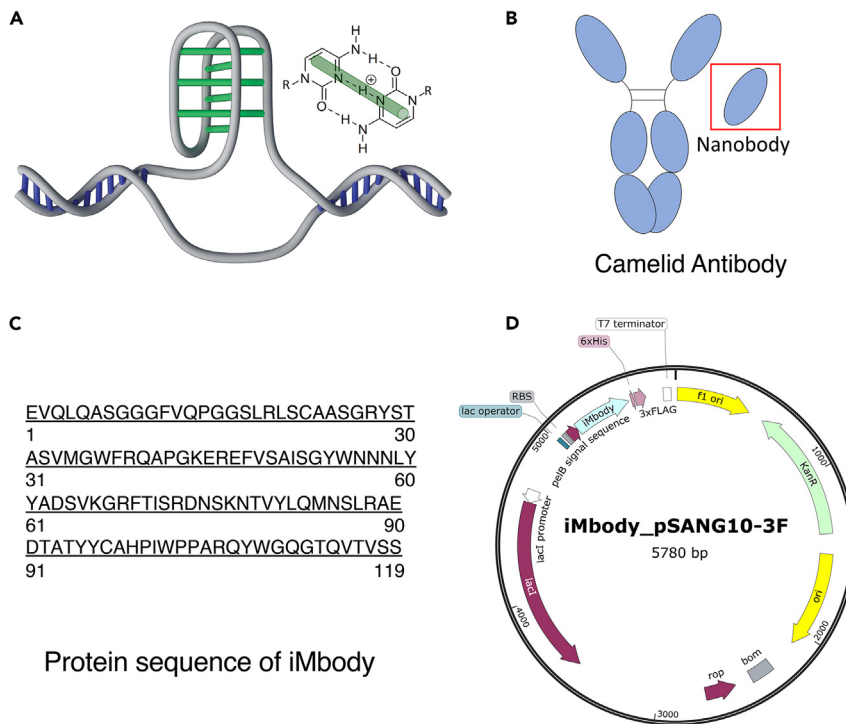 A
H
N
H
O
N
R
O
N
H
⊕
N
R
H
N
H
B
Nanobody
Camelid Antibody
C
EVQLQASGGGFVQPGGSLRLSCAASGRYST
1 30
ASVMGWFRQAPGKEREFVSAISGYWNNNLY
31 60
YADSVKGRFTISRDNSKNTVYLQMNSLRAE
61 90
DTATYYCAHPIWPPARQYWGQGTQVTVSS
91 119
Protein sequence of iMbody
D
T7 terminator
6xHis
RBS
lac operator
5000
iMbody
3xFLAG
pelB signal sequence
f1 ori
KanR
1000
lacI promoter
iMbody_pSANG10-3F
5780 bp
lacI
4000
ori
2000
bom
rop
3000